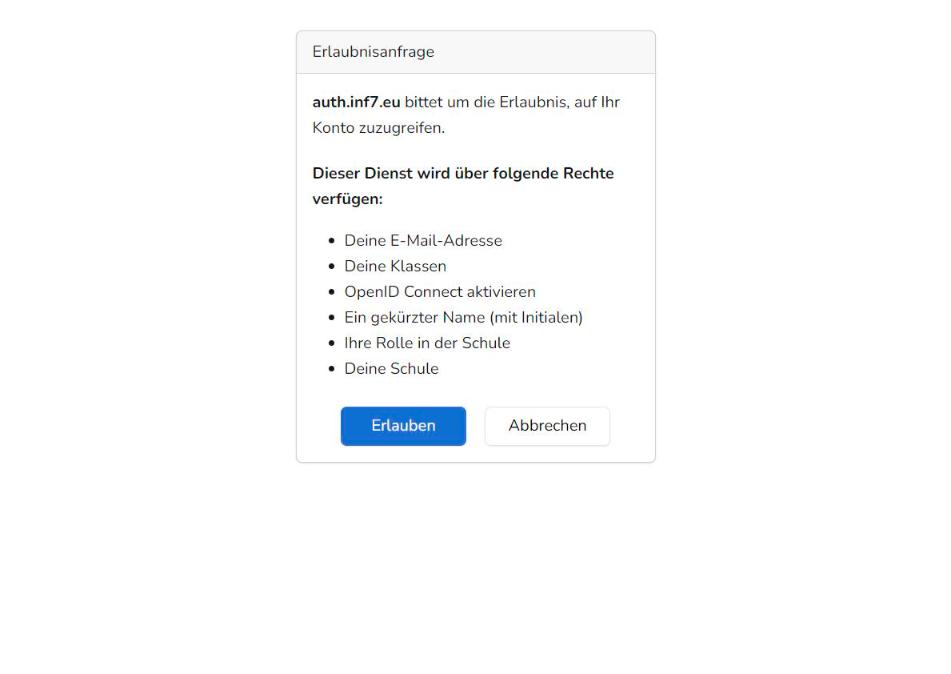 Erlaubnisanfrage
auth.inf7.eu bittet um die Erlaubnis, auf Ihr
Konto zuzugreifen.
Dieser Dienst wird über folgende Rechte
verfügen:
• Deine E-Mail-Adresse
• Deine Klassen
• OpenID Connect aktivieren
• Ein gekürzter Name (mit Initialen)
• Ihre Rolle in der Schule
• Deine Schule
Erlauben Abbrechen